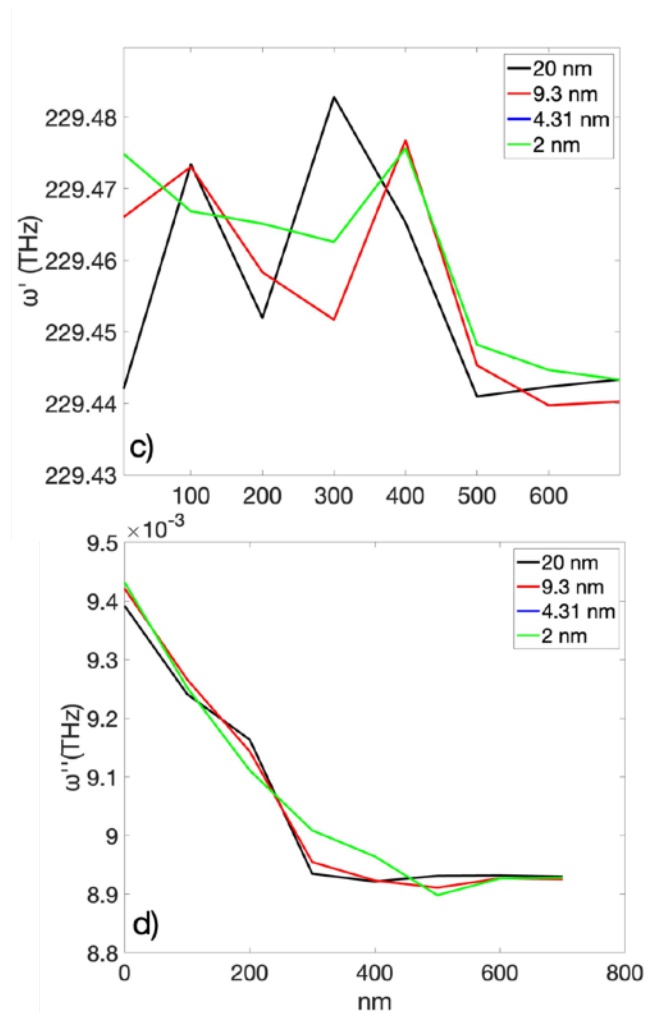 20 nm
9.3 nm
4.31 nm
2 nm
229.48
229.47
229.46
229.45
229.44
229.43
ω' (THz)
c)
100 200 300 400 500 600
×10⁻³
9.5
9.4
9.3
9.2
9.1
9
8.9
8.8
ω''(THz)
20 nm
9.3 nm
4.31 nm
2 nm
d)
0 200 400 600 800
nm